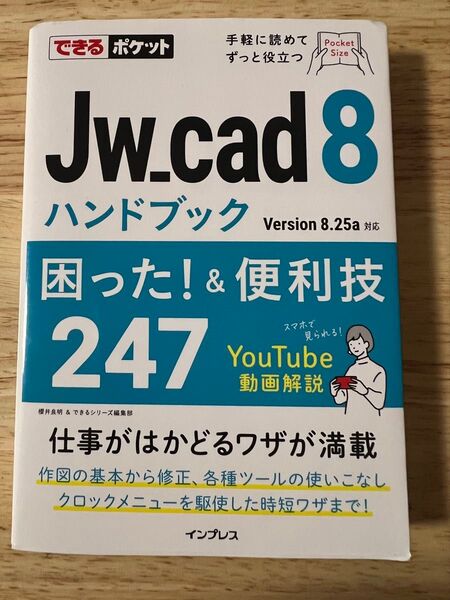 できる ポケット
手軽に読めて
ずっと役立つ
Pocket
Size
Jw_cad 8
ハンドブック
Version 8.25a 対応
困った!&便利技
247
スマホで
見られる!
YouTube
動画解説
櫻井良明 & できるシリーズ編集部
仕事がはかどるワザが満載
作図の基本から修正、各種ツールの使いこなし
クロックメニューを駆使した時短ワザまで!
インプレス